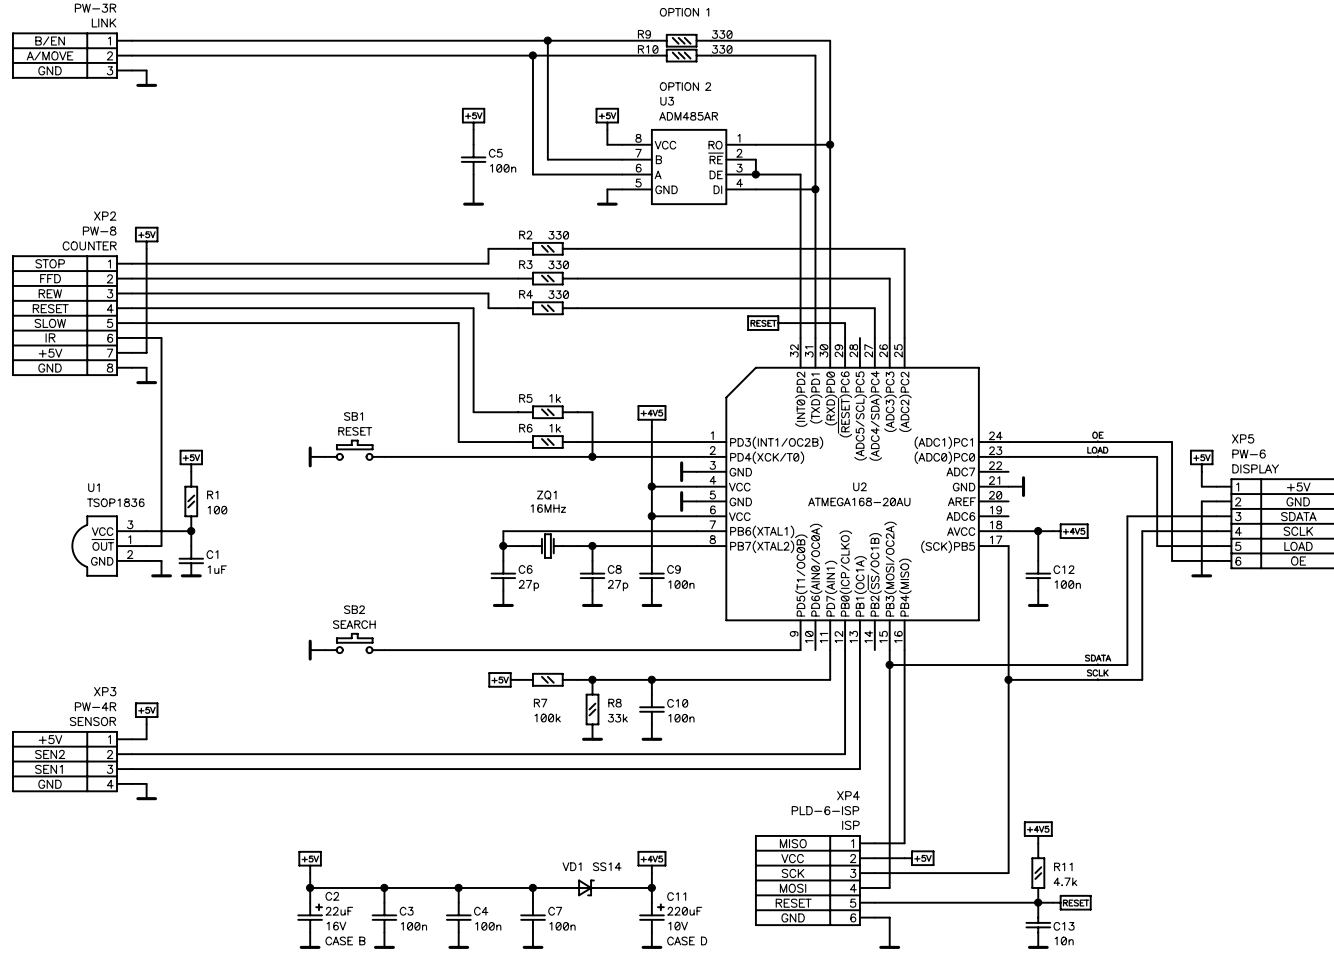 PW-3R
LINK
B/EN 1
A/MOVE 2
GND 3
OPTION 1
R9 330
R10 330
OPTION 2
U3
ADM485AR
+5V
+5V
C5
100n
8 VCC RO 1
7 B RE 2
6 A DE 3
5 GND DI 4
XP2
PW-8
COUNTER
+5V
STOP 1
FFD 2
REW 3
RESET 4
SLOW 5
IR 6
+5V 7
GND 8
R2 330
R3 330
R4 330
RESET
R5 1k
R6 1k
SB1
RESET
+4V5
32 31 30 29 28 27 26 25
(INT0)PD2
(TXD)PD1
(RXD)PD0
(RESET)PC6
(ADC5/SCL)PC5
(ADC4/SDA)PC4
(ADC3)PC3
(ADC2)PC2
1 PD3(INT1/OC2B)
2 PD4(XCK/T0)
3 GND
4 VCC
5 GND
6 VCC
7 PB6(XTAL1)
8 PB7(XTAL2)
U2
ATMEGA168-20AU
(ADC1)PC1 24
(ADC0)PC0 23
ADC7 22
GND 21
AREF 20
ADC6 19
AVCC 18
(SCK)PB5 17
PD5(T1/OC0B)
PD6(AIN0/OC0A)
PD7(AIN1)
PB0(ICP/CLKO)
PB1(OC1A)
PB2(SS/OC1B)
PB3(MOSI/OC2A)
PB4(MISO)
9 10 11 12 13 14 15 16
OE
LOAD
+5V
XP5
PW-6
DISPLAY
1 +5V
2 GND
3 SDATA
4 SCLK
5 LOAD
6 OE
+4V5
C12
100n
SDATA
SCLK
+5V
U1
TSOP1836
R1
100
VCC 3
OUT 1
GND 2
C1
1uF
ZQ1
16MHz
C6
27p
C8
27p
C9
100n
SB2
SEARCH
+5V
R7
100k
R8
33k
C10
100n
XP3
PW-4R
SENSOR
+5V
+5V 1
SEN2 2
SEN1 3
GND 4
XP4
PLD-6-ISP
ISP
MISO 1
VCC 2
SCK 3
MOSI 4
RESET 5
GND 6
+5V
+4V5
R11
4.7k
RESET
C13
10n
+5V
VD1 SS14
+4V5
C2
+
22uF
16V
CASE B
C3
100n
C4
100n
C7
100n
C11
+
220uF
10V
CASE D